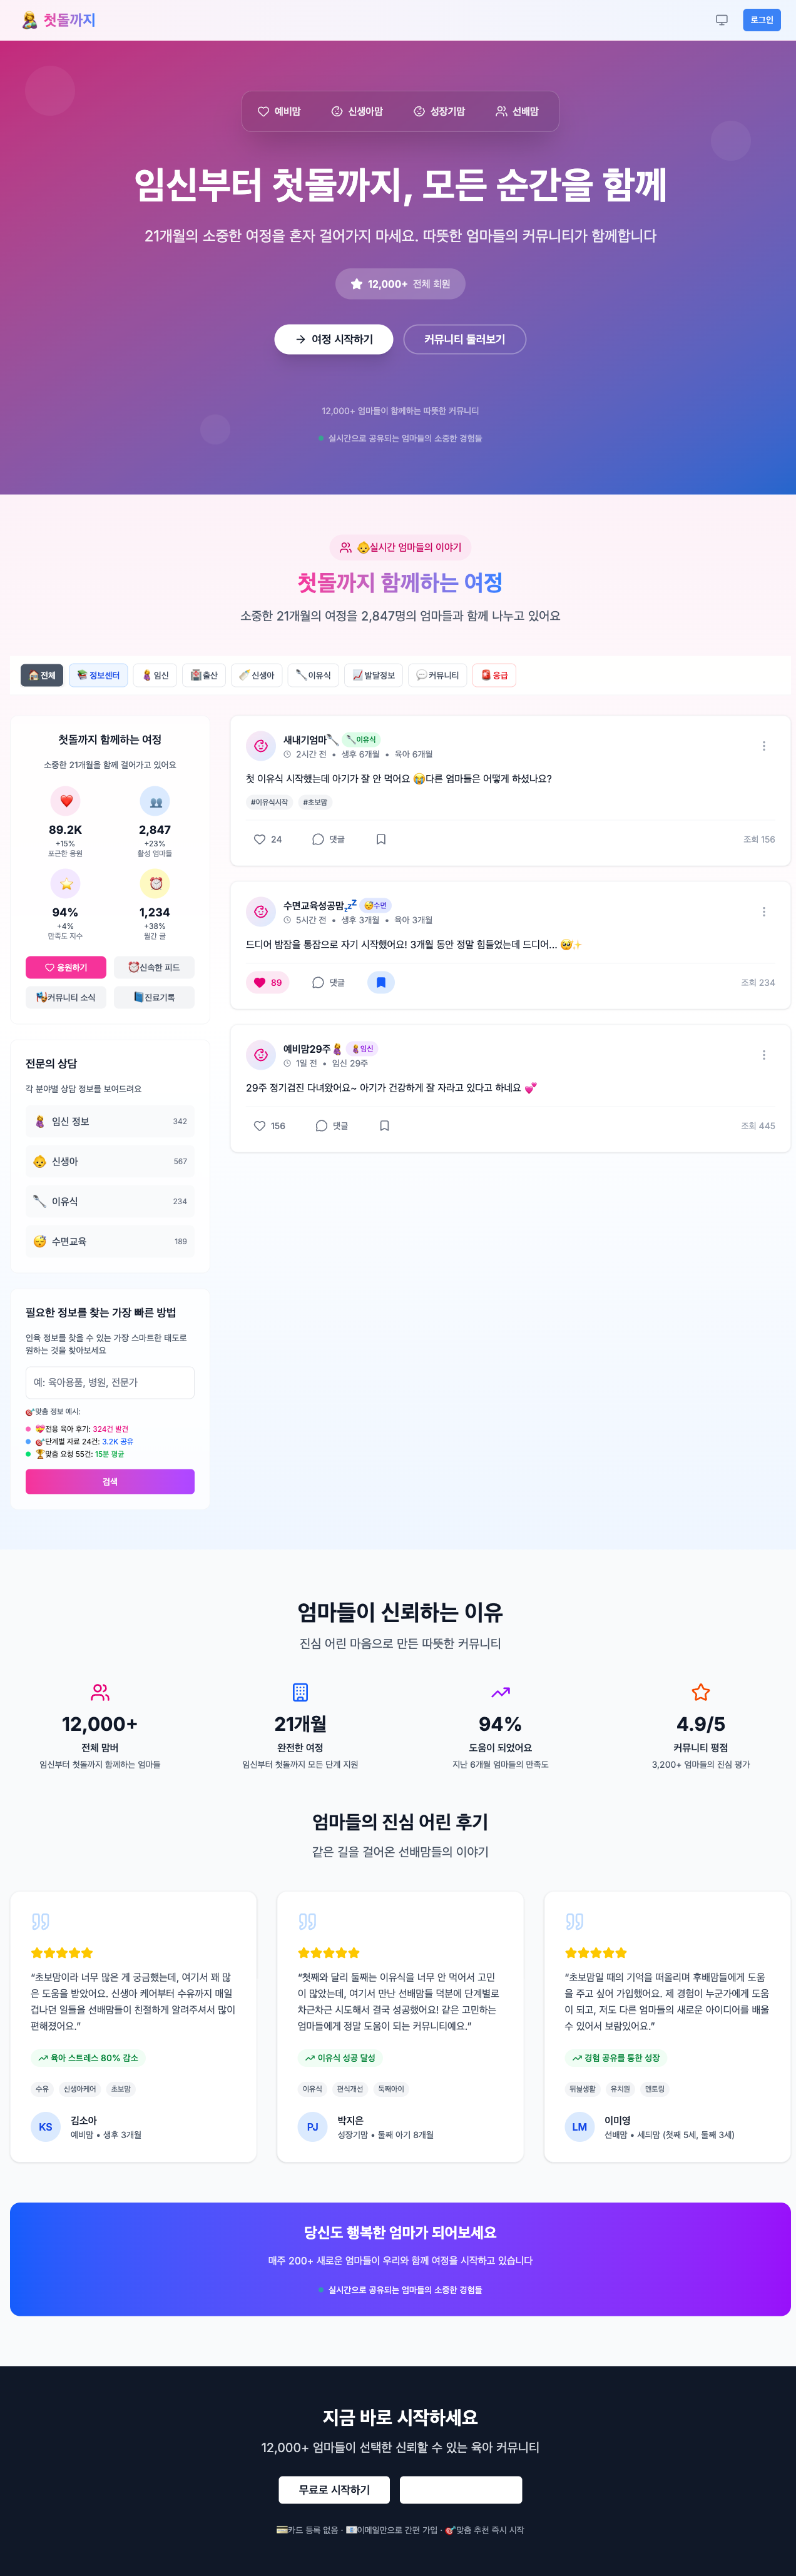 첫돌까지
로그인
예비맘 신생아맘 성장기맘 선배맘
임신부터 첫돌까지, 모든 순간을 함께
21개월의 소중한 여정을 혼자 걸어가지 마세요. 따뜻한 엄마들의 커뮤니티가 함께합니다
12,000+ 전체 회원
여정 시작하기 커뮤니티 둘러보기
12,000+ 엄마들이 함께하는 따뜻한 커뮤니티
실시간으로 공유되는 엄마들의 소중한 경험들
👶실시간 엄마들의 이야기
첫돌까지 함께하는 여정
소중한 21개월의 여정을 2,847명의 엄마들과 함께 나누고 있어요
🏠전체 📚정보센터 🤱임신 🏥출산 🍼신생아 🥄이유식 📈발달정보 💬커뮤니티 🚨응급
첫돌까지 함께하는 여정
소중한 21개월을 함께 걸어가고 있어요
89.2K 2,847
+15% +23%
포근한 응원 활성 엄마들
94% 1,234
+4% +38%
만족도 지수 월간 글
응원하기 ⏰신속한 피드
커뮤니티 소식 📘진료기록
전문의 상담
각 분야별 상담 정보를 보여드려요
임신 정보 342
신생아 567
이유식 234
수면교육 189
필요한 정보를 찾는 가장 빠른 방법
인육 정보를 찾을 수 있는 가장 스마트한 태도로
원하는 것을 찾아보세요
예: 육아용품, 병원, 전문가
🎯맞춤 정보 예시:
전용 육아 후기: 324건 발견
🎯단계별 자료 24건: 3.2K 공유
🏆맞춤 요청 55건: 15분 평균
검색
새내기엄마🥄 🥄이유식
2시간 전 • 생후 6개월 • 육아 6개월
첫 이유식 시작했는데 아기가 잘 안 먹어요 😭다른 엄마들은 어떻게 하셨나요?
#이유식시작 #초보맘
24 댓글 조회 156
수면교육성공맘💤 😴수면
5시간 전 • 생후 3개월 • 육아 3개월
드디어 밤잠을 통잠으로 자기 시작했어요! 3개월 동안 정말 힘들었는데 드디어... 🥹✨
89 댓글 조회 234
예비맘29주🤱 🤱임신
1일 전 • 임신 29주
29주 정기검진 다녀왔어요~ 아기가 건강하게 잘 자라고 있다고 하네요 💕
156 댓글 조회 445
엄마들이 신뢰하는 이유
진심 어린 마음으로 만든 따뜻한 커뮤니티
12,000+ 21개월 94% 4.9/5
전체 맘버 완전한 여정 도움이 되었어요 커뮤니티 평점
임신부터 첫돌까지 함께하는 엄마들 임신부터 첫돌까지 모든 단계 지원 지난 6개월 엄마들의 만족도 3,200+ 엄마들의 진심 평가
엄마들의 진심 어린 후기
같은 길을 걸어온 선배맘들의 이야기
“초보맘이라 너무 많은 게 궁금했는데, 여기서 꽤 많
은 도움을 받았어요. 신생아 케어부터 수유까지 매일
겁나던 일들을 선배맘들이 친절하게 알려주셔서 많이
편해졌어요.”
육아 스트레스 80% 감소
수유 신생아케어 초보맘
KS 김소아
예비맘 • 생후 3개월
“첫째와 달리 둘째는 이유식을 너무 안 먹어서 고민
이 많았는데, 여기서 만난 선배맘들 덕분에 단계별로
차근차근 시도해서 결국 성공했어요! 같은 고민하는
엄마들에게 정말 도움이 되는 커뮤니티예요.”
이유식 성공 달성
이유식 편식개선 둑째아이
PJ 박지은
성장기맘 • 둘째 아기 8개월
“초보맘일 때의 기억을 떠올리며 후배맘들에게 도움
을 주고 싶어 가입했어요. 제 경험이 누군가에게 도움
이 되고, 저도 다른 엄마들의 새로운 아이디어를 배울
수 있어서 보람있어요.”
경험 공유를 통한 성장
뒤늦생활 유치원 멘토링
LM 이미영
선배맘 • 세듸맘 (첫째 5세, 둘째 3세)
당신도 행복한 엄마가 되어보세요
매주 200+ 새로운 엄마들이 우리와 함께 여정을 시작하고 있습니다
실시간으로 공유되는 엄마들의 소중한 경험들
지금 바로 시작하세요
12,000+ 엄마들이 선택한 신뢰할 수 있는 육아 커뮤니티
무료로 시작하기
💳카드 등록 없음 · 📧이메일만으로 간편 가입 · 🎯맞춤 추천 즉시 시작